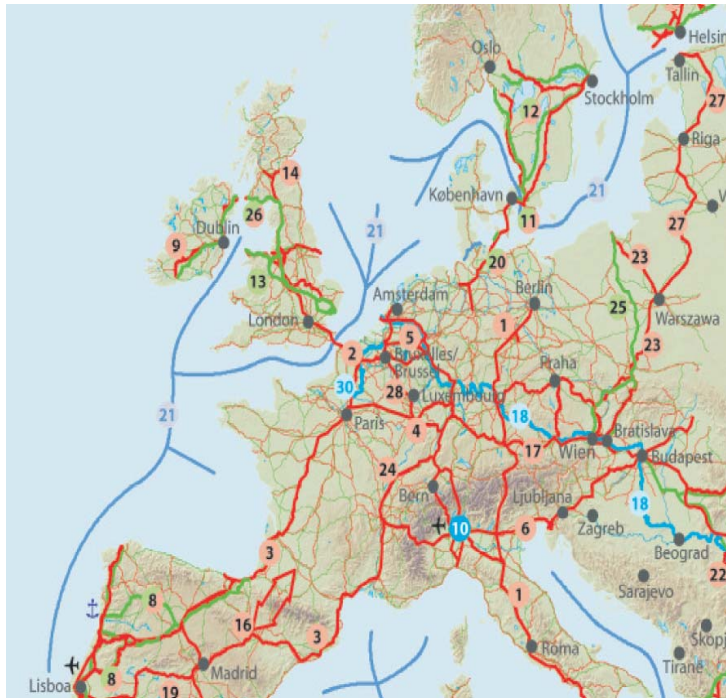 Oslo
Helsin
Tallin
Stockholm
27
12
Riga
14
21
København
V
26
11
9
Dublin
21
27
20
23
13
Amsterdam
Berlin
25
Warszawa
London
1
5
2
Bruxelles/
Brussel
23
Praha
30
28
Luxembourg
21
Paris
4
18
17
Wien
Bratislava
Budapest
24
Bern
Ljubljana
18
10
6
Zagreb
Beograd
3
22
8
Sarajevo
1
16
3
Skopj
Roma
Madrid
Tirane
8
Lisboa
19